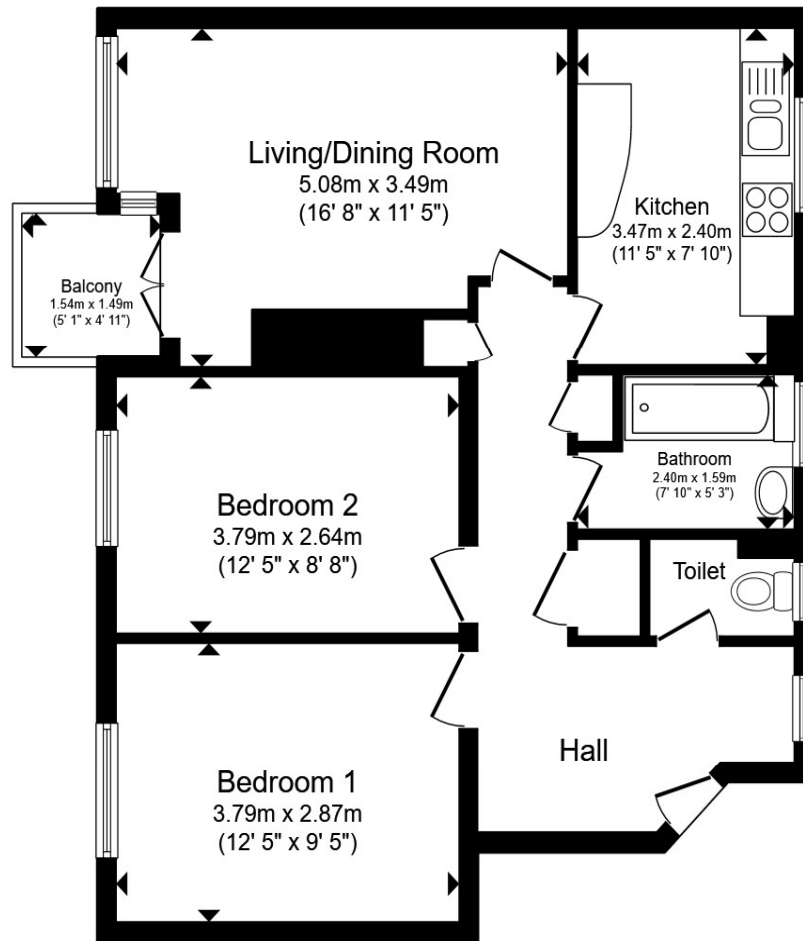 Living/Dining Room
5.08m x 3.49m
(16' 8" x 11' 5")
Kitchen
3.47m x 2.40m
(11' 5" x 7' 10")
Balcony
1.54m x 1.49m
(5' 1" x 4' 11")
Bathroom
2.40m x 1.59m
(7' 10" x 5' 3")
Bedroom 2
3.79m x 2.64m
(12' 5" x 8' 8")
Toilet
Hall
Bedroom 1
3.79m x 2.87m
(12' 5" x 9' 5")